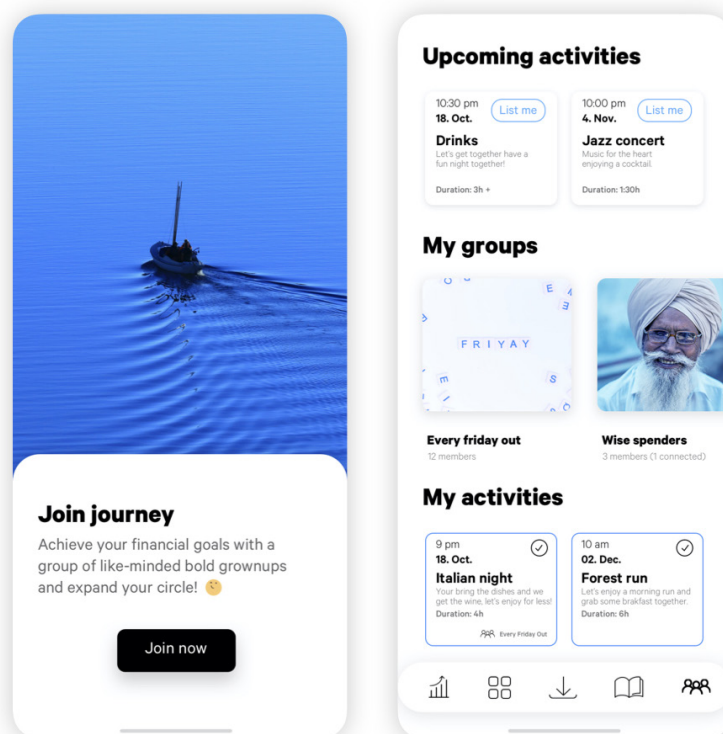 Join journey
Achieve your financial goals with a
group of like-minded bold grownups
and expand your circle!
Join now
Upcoming activities
10:30 pm
18. Oct.
List me
Drinks
Let's get together have a
fun night together!
Duration: 3h +
10:00 pm
4. Nov.
List me
Jazz concert
Music for the heart
enjoying a cocktail.
Duration: 1:30h
My groups
FRIYAY
Every friday out
12 members
Wise spenders
3 members (1 connected)
My activities
9 pm
18. Oct.
Italian night
Your bring the dishes and we
get the wine, let's enjoy for less!
Duration: 4h
Every Friday Out
10 am
02. Dec.
Forest run
Let's enjoy a morning run and
grab some brakfast together.
Duration: 6h